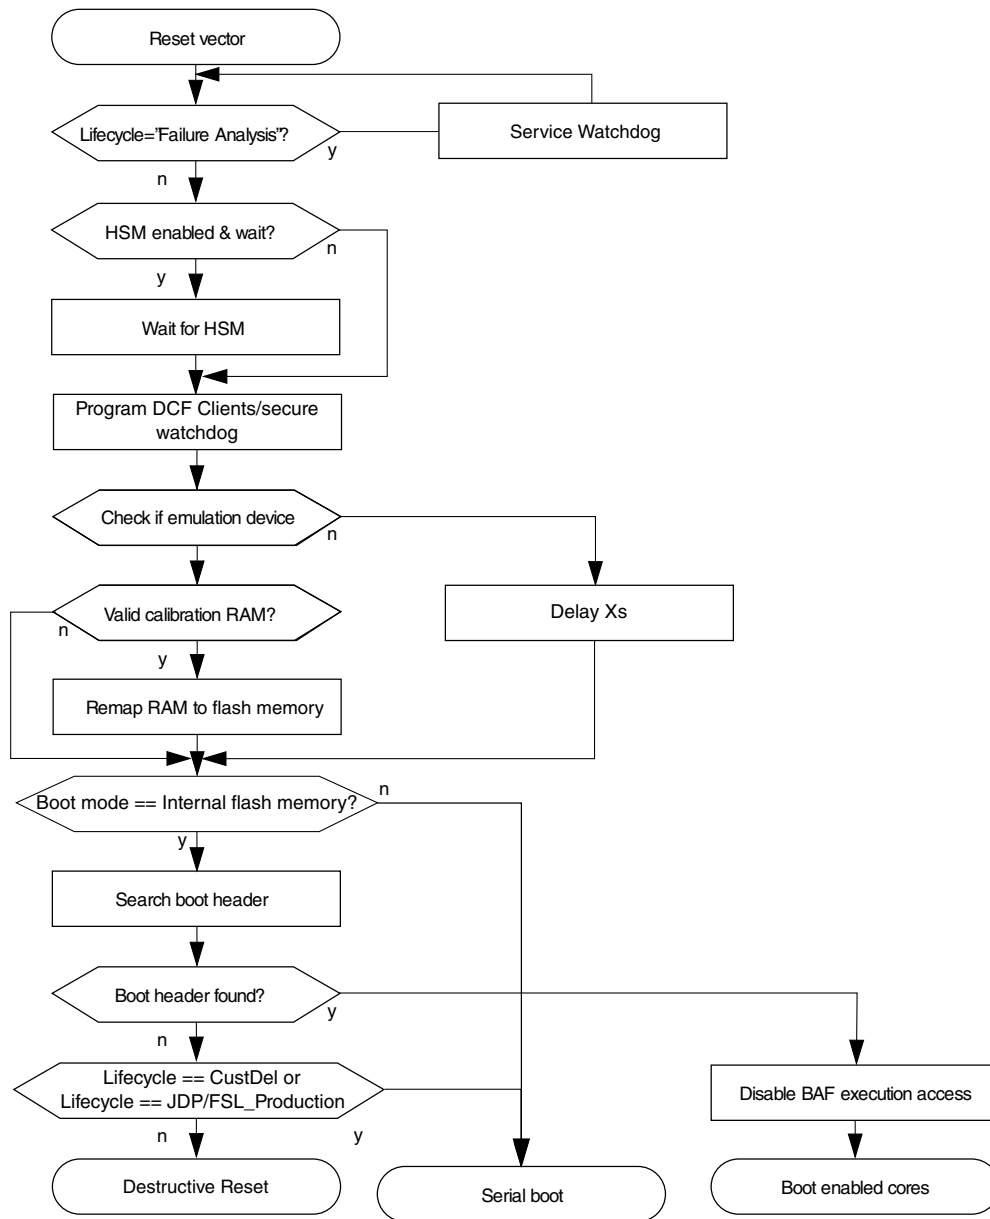 Reset vector
Lifecycle="Failure Analysis"?
y
Service Watchdog
n
HSM enabled & wait?
n
y
Wait for HSM
Program DCF Clients/secure
watchdog
Check if emulation device
n
Valid calibration RAM?
n
Delay Xs
y
Remap RAM to flash memory
Boot mode == Internal flash memory?
n
y
Search boot header
Boot header found?
y
n
Lifecycle == CustDel or
Lifecycle == JDP/FSL_Production
Disable BAF execution access
n
y
Destructive Reset
Serial boot
Boot enabled cores